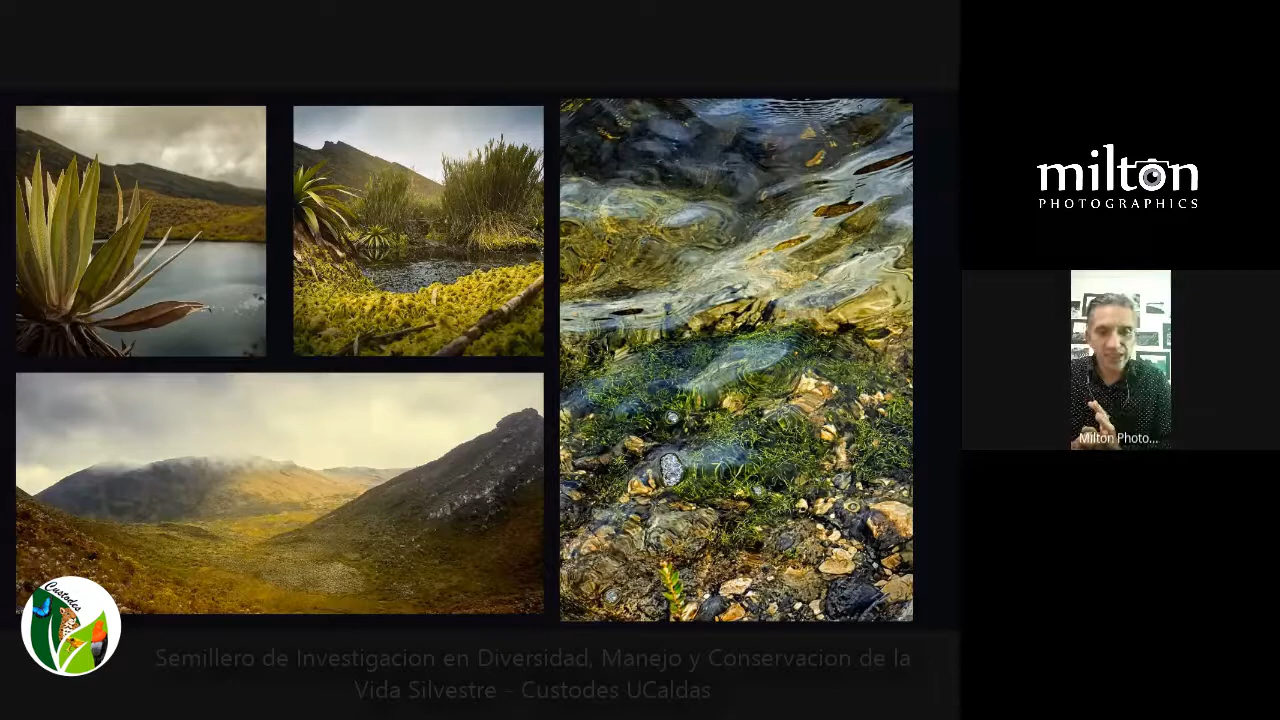 milton
PHOTOGRAPHICS
Milton Photo...
Custodes
Semillero de Investigacion en Diversidad, Manejo y Conservacion de la
Vida Silvestre - Custodes UCaldas